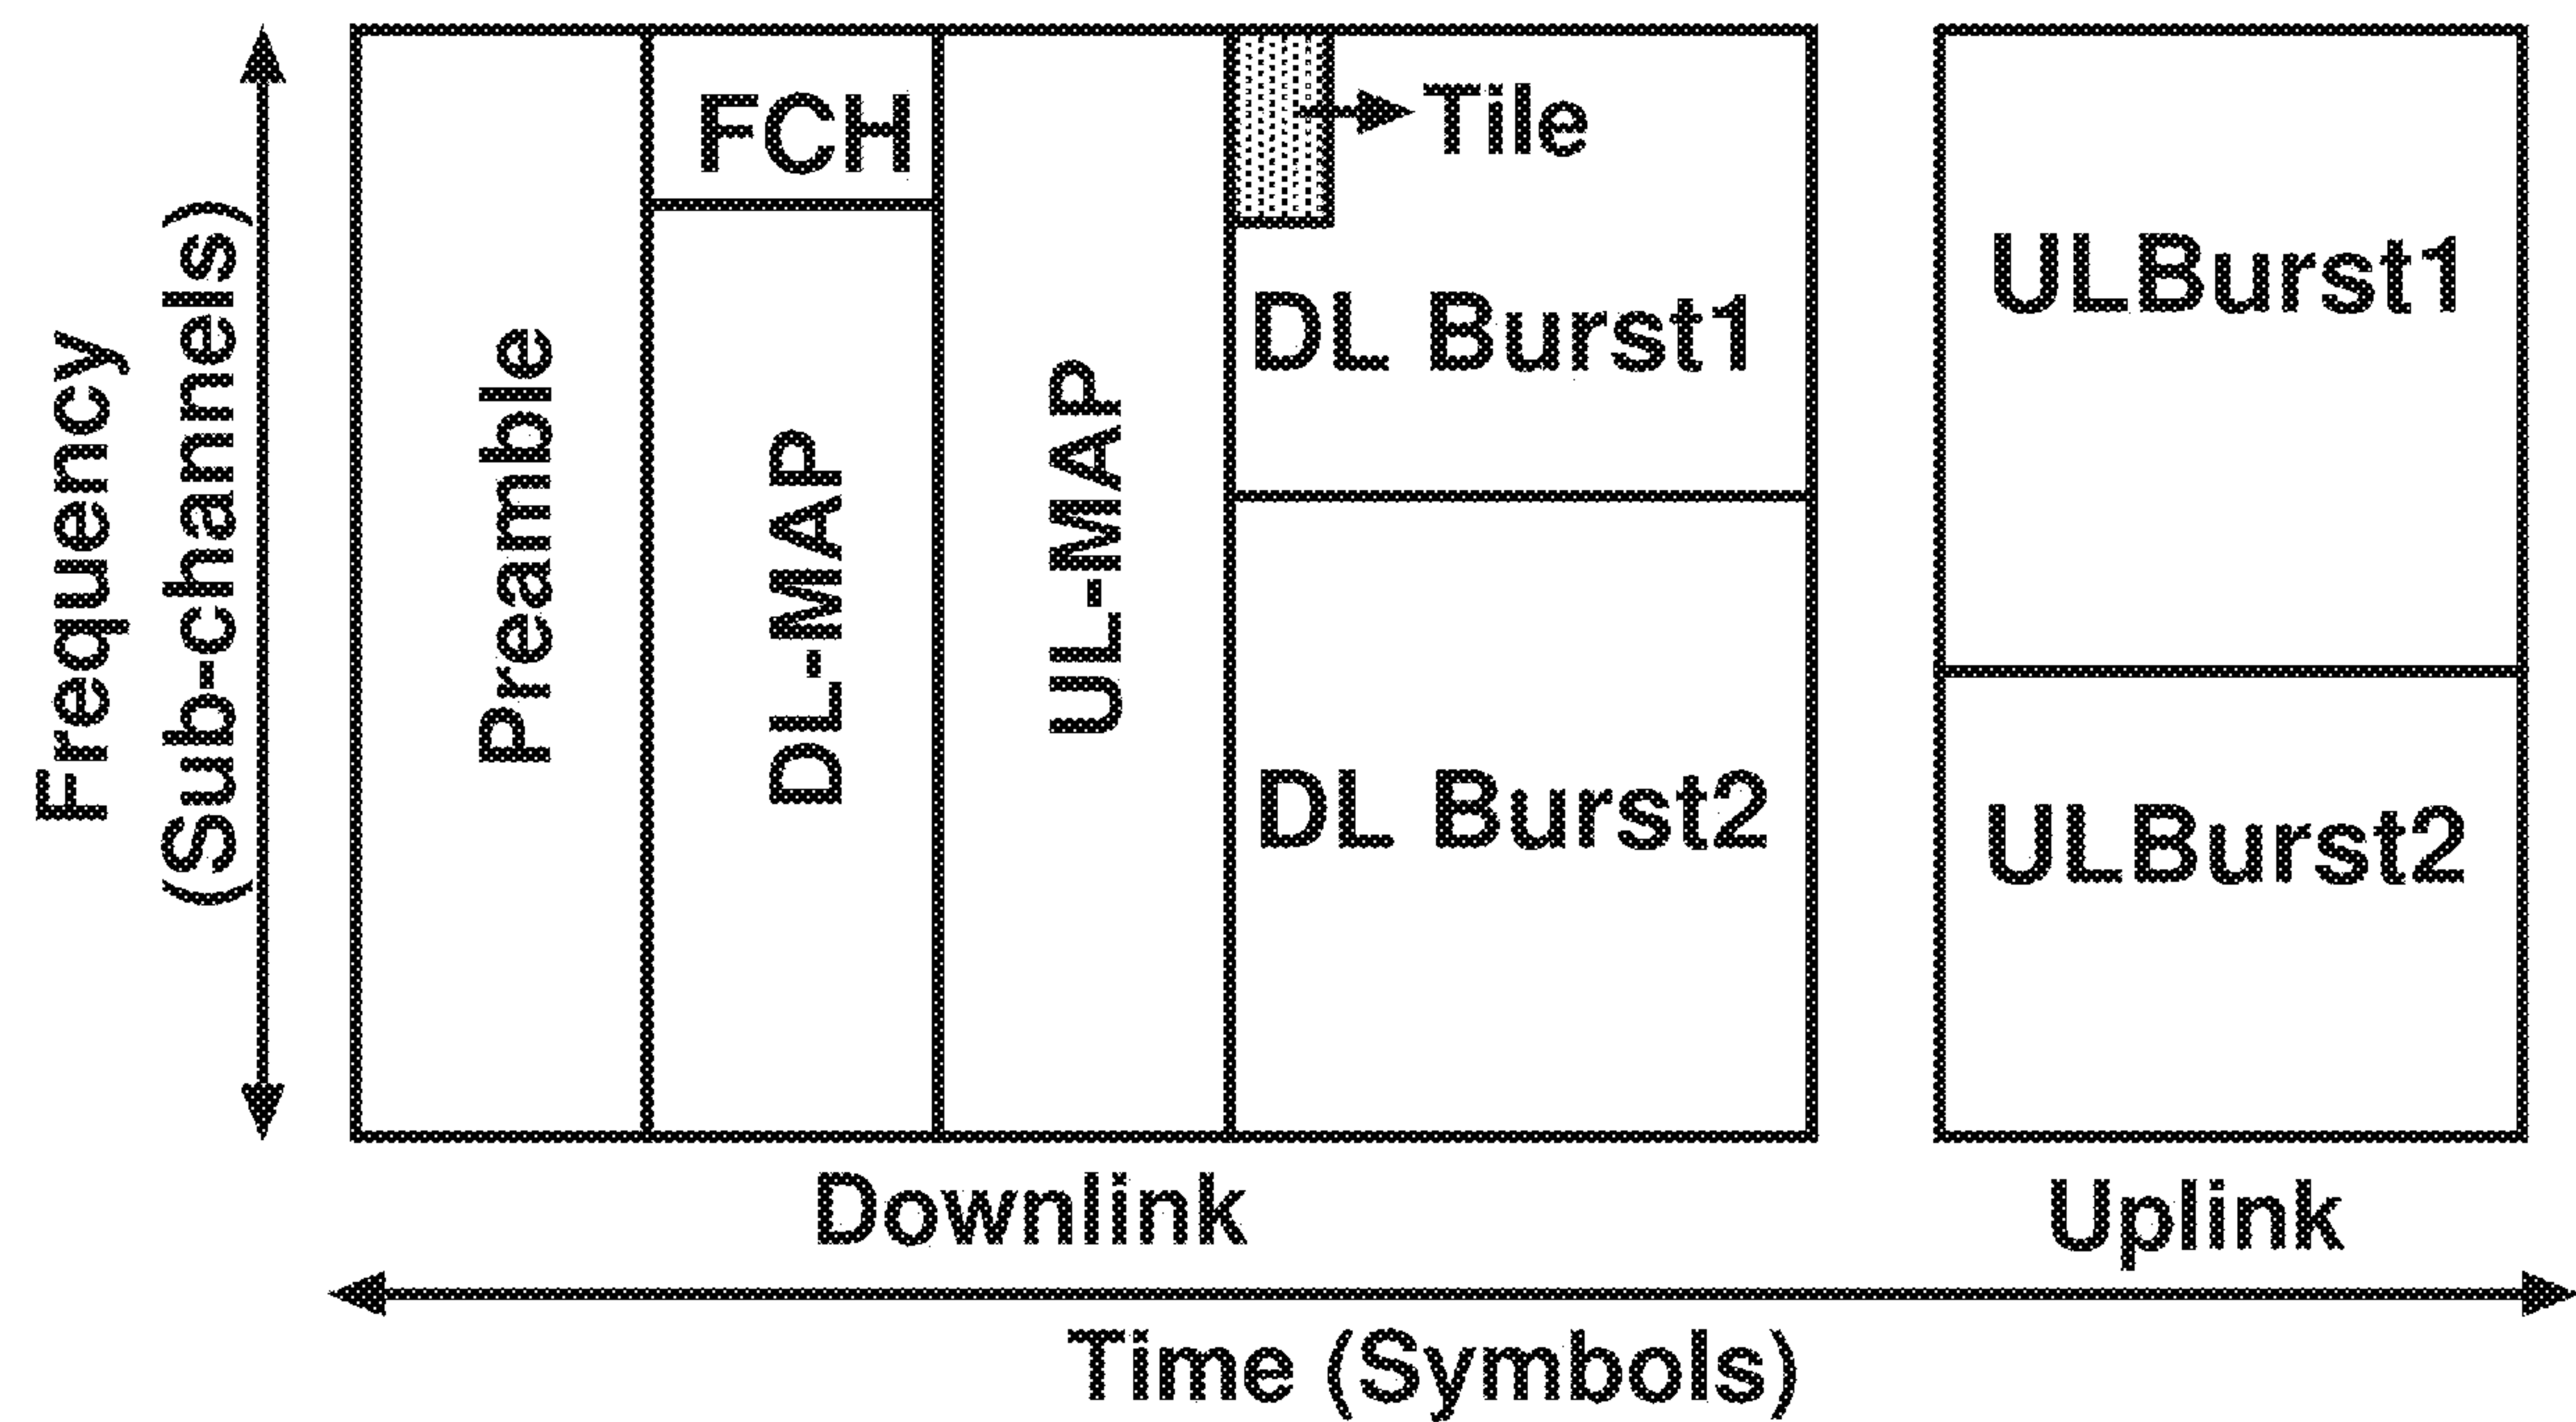 Frequency
(Sub-channels)
Preamble
FCH
DL-MAP
UL-MAP
Tile
DL Burst1
DL Burst2
ULBurst1
ULBurst2
Downlink
Uplink
Time (Symbols)